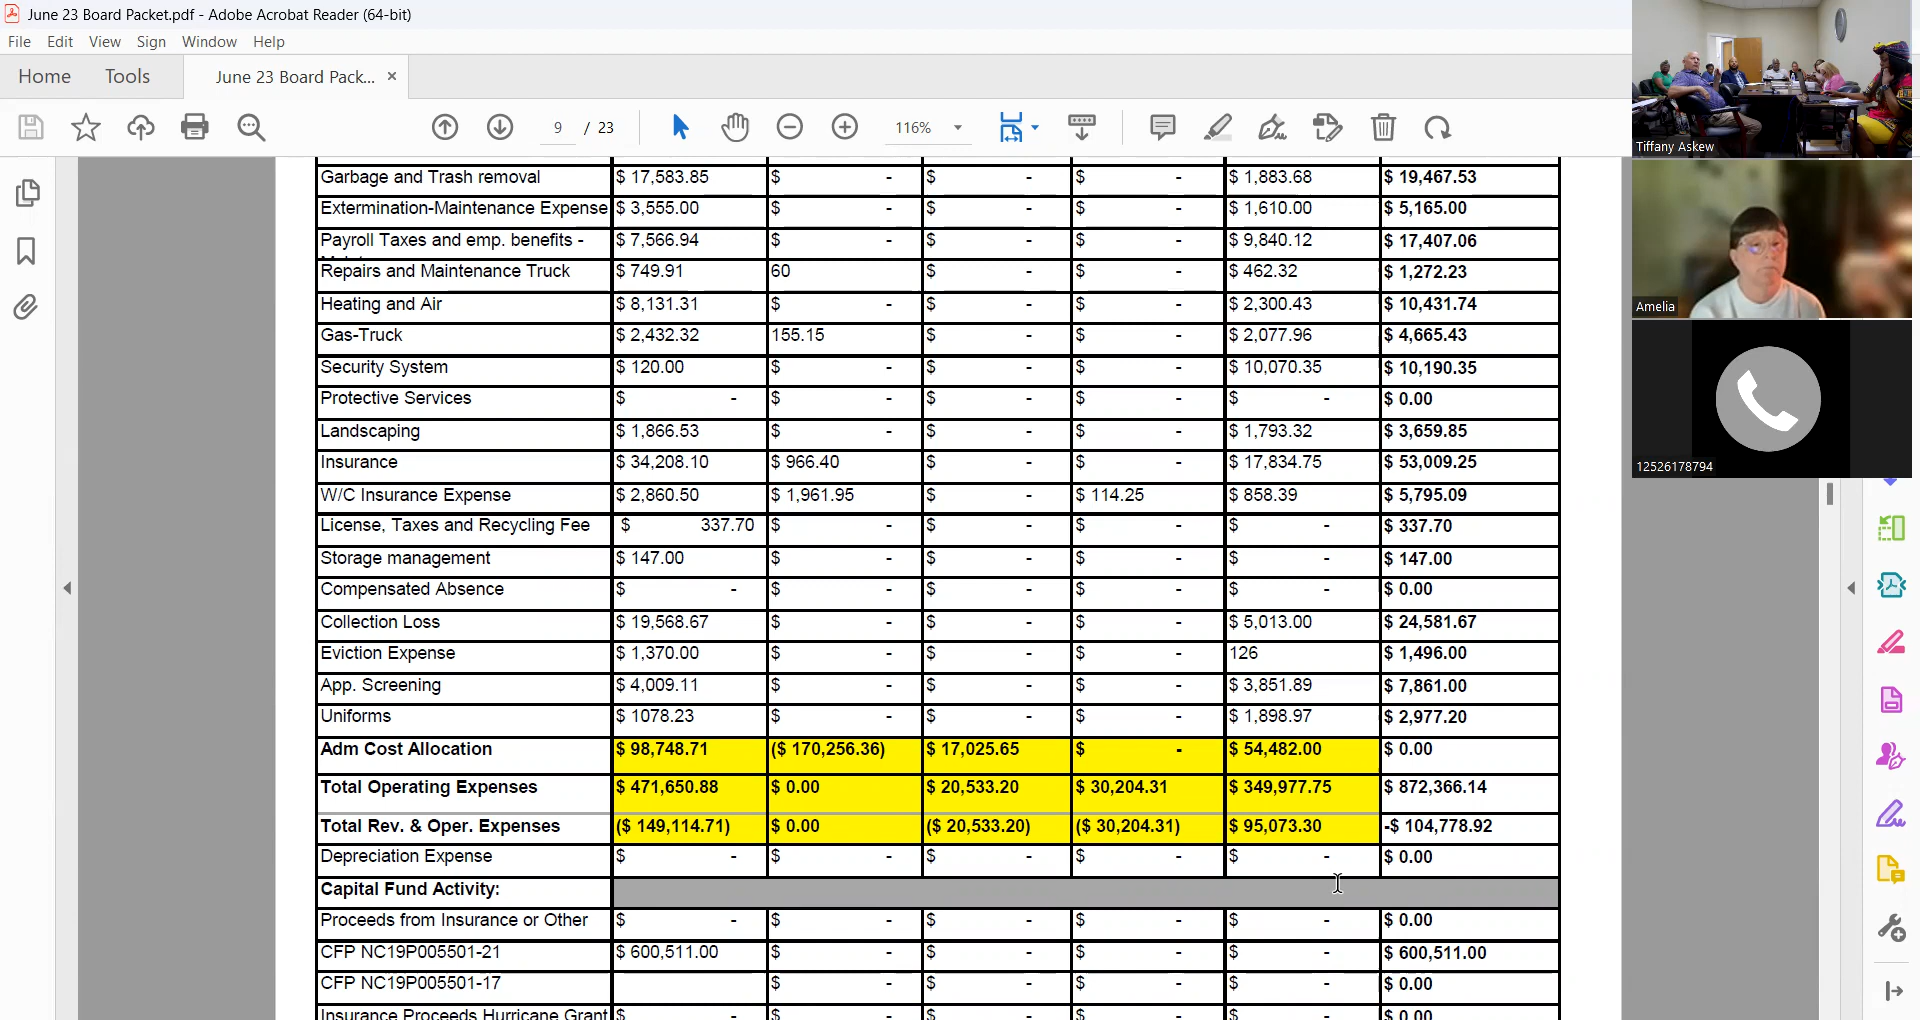 June 23 Board Packet.pdf - Adobe Acrobat Reader (64-bit)
File Edit View Sign Window Help
Home Tools June 23 Board Pack... ×
9 / 23 116%
Garbage and Trash removal $ 17,583.85 $ - $ - $ - $ 1,883.68 $ 19,467.53
Extermination-Maintenance Expense $ 3,555.00 $ - $ - $ - $ 1,610.00 $ 5,165.00
Payroll Taxes and emp. benefits - $ 7,566.94 $ - $ - $ - $ 9,840.12 $ 17,407.06
Repairs and Maintenance Truck $ 749.91 60 $ - $ - $ 462.32 $ 1,272.23
Heating and Air $ 8,131.31 $ - $ - $ - $ 2,300.43 $ 10,431.74
Gas-Truck $ 2,432.32 155.15 $ - $ - $ 2,077.96 $ 4,665.43
Security System $ 120.00 $ - $ - $ - $ 10,070.35 $ 10,190.35
Protective Services $ - $ - $ - $ - $ - $ 0.00
Landscaping $ 1,866.53 $ - $ - $ - $ 1,793.32 $ 3,659.85
Insurance $ 34,208.10 $ 966.40 $ - $ - $ 17,834.75 $ 53,009.25
W/C Insurance Expense $ 2,860.50 $ 1,961.95 $ - $ 114.25 $ 858.39 $ 5,795.09
License, Taxes and Recycling Fee $ 337.70 $ - $ - $ - $ - $ 337.70
Storage management $ 147.00 $ - $ - $ - $ - $ 147.00
Compensated Absence $ - $ - $ - $ - $ - $ 0.00
Collection Loss $ 19,568.67 $ - $ - $ - $ 5,013.00 $ 24,581.67
Eviction Expense $ 1,370.00 $ - $ - $ - 126 $ 1,496.00
App. Screening $ 4,009.11 $ - $ - $ - $ 3,851.89 $ 7,861.00
Uniforms $ 1078.23 $ - $ - $ - $ 1,898.97 $ 2,977.20
Adm Cost Allocation $ 98,748.71 ($ 170,256.36) $ 17,025.65 $ - $ 54,482.00 $ 0.00
Total Operating Expenses $ 471,650.88 $ 0.00 $ 20,533.20 $ 30,204.31 $ 349,977.75 $ 872,366.14
Total Rev. & Oper. Expenses ($ 149,114.71) $ 0.00 ($ 20,533.20) ($ 30,204.31) $ 95,073.30 -$ 104,778.92
Depreciation Expense $ - $ - $ - $ - $ - $ 0.00
Capital Fund Activity:
Proceeds from Insurance or Other $ - $ - $ - $ - $ - $ 0.00
CFP NC19P005501-21 $ 600,511.00 $ - $ - $ - $ - $ 600,511.00
CFP NC19P005501-17 $ - $ - $ - $ - $ 0.00
Insurance Proceeds Hurricane Grant $ - $ - $ - $ - $ - $ 0.00
Tiffany Askew
Amelia
12526178794